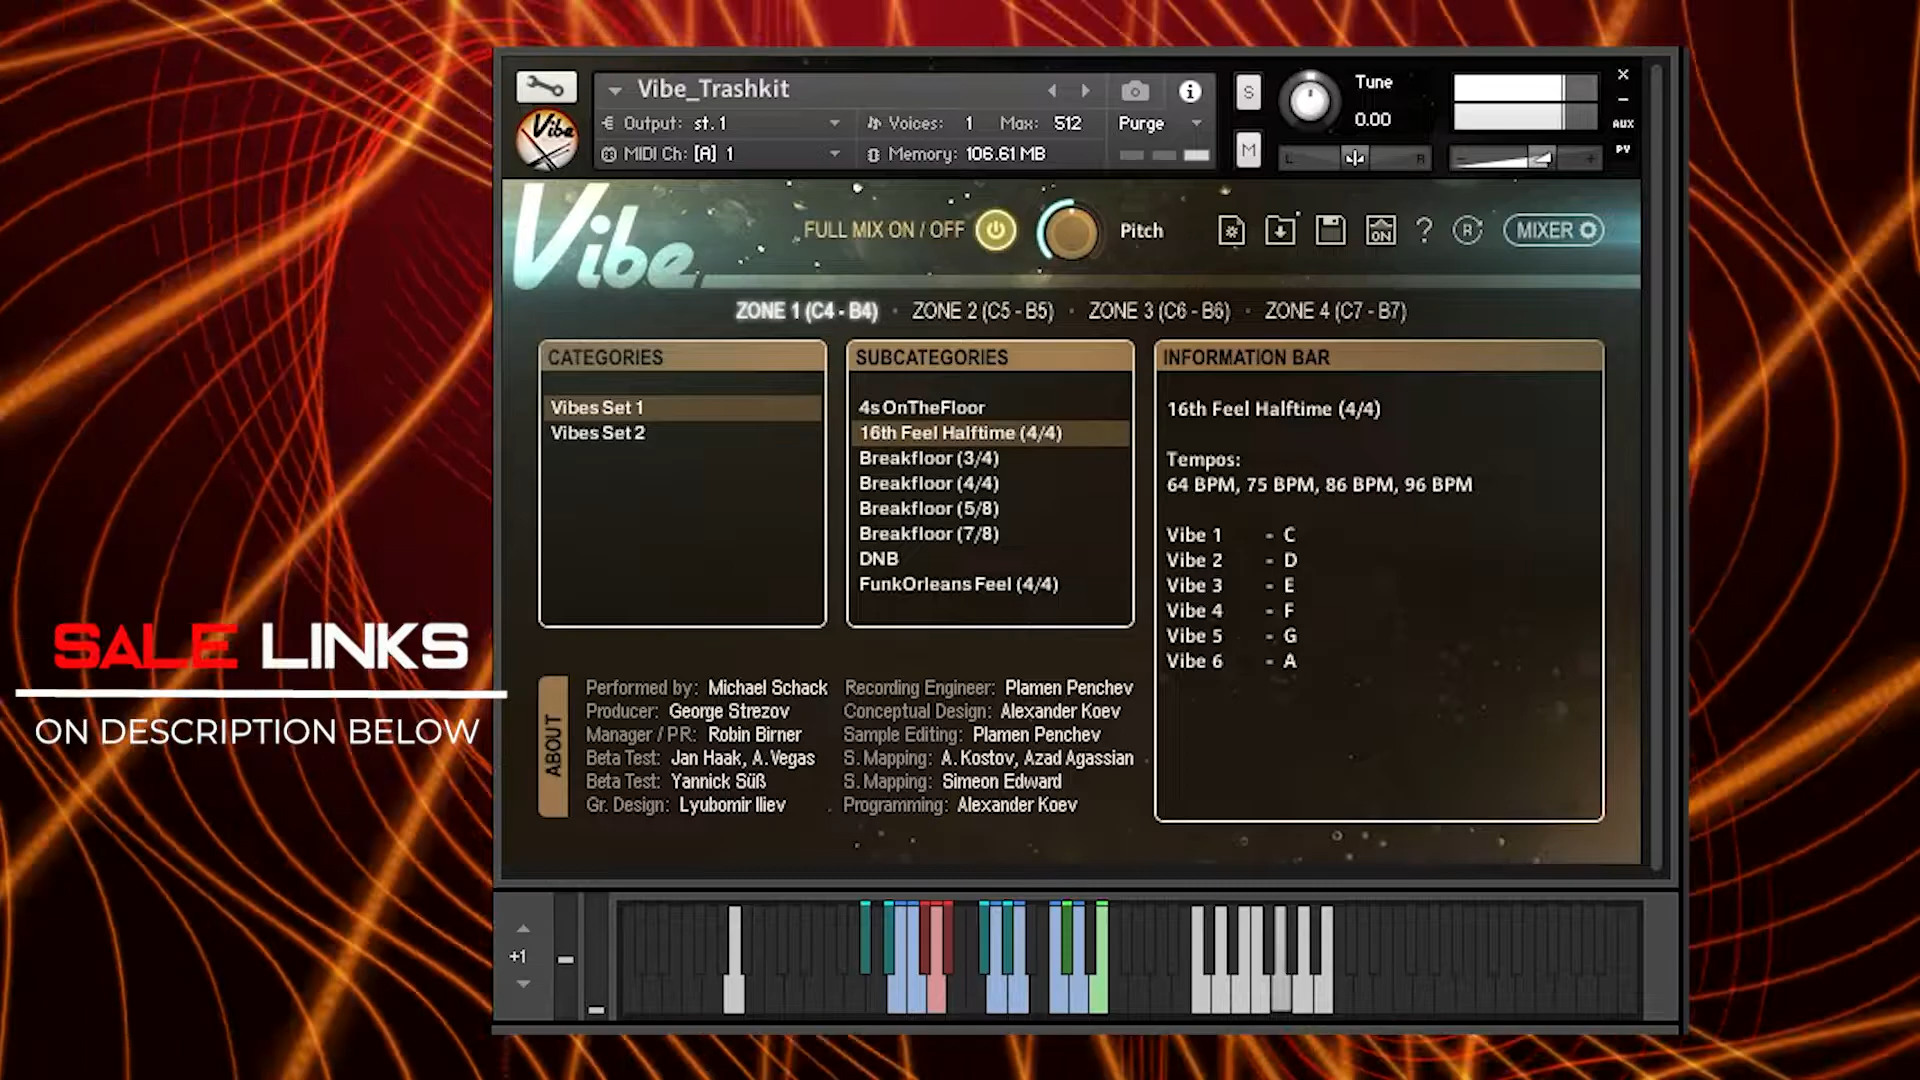 Vibe_Trashkit
Output: st. 1
Voices: 1 Max: 512
Purge
MIDI Ch: [A] 1
Memory: 106.61 MB
S
M
Tune
0.00
L R
AUX
PV
Vibe
Vibe
FULL MIX ON / OFF
Pitch
ON
?
R
MIXER
ZONE 1 (C4 - B4) · ZONE 2 (C5 - B5) · ZONE 3 (C6 - B6) · ZONE 4 (C7 - B7)
CATEGORIES
Vibes Set 1
Vibes Set 2
SUBCATEGORIES
4sOnTheFloor
16th Feel Halftime (4/4)
Breakfloor (3/4)
Breakfloor (4/4)
Breakfloor (5/8)
Breakfloor (7/8)
DNB
FunkOrleans Feel (4/4)
INFORMATION BAR
16th Feel Halftime (4/4)
Tempos:
64 BPM, 75 BPM, 86 BPM, 96 BPM
Vibe 1 - C
Vibe 2 - D
Vibe 3 - E
Vibe 4 - F
Vibe 5 - G
Vibe 6 - A
SALE LINKS
ON DESCRIPTION BELOW
ABOUT
Performed by: Michael Schack
Producer: George Strezov
Manager / PR: Robin Birner
Beta Test: Jan Haak, A. Vegas
Beta Test: Yannick Süß
Gr. Design: Lyubomir Iliev
Recording Engineer: Plamen Penchev
Conceptual Design: Alexander Koev
Sample Editing: Plamen Penchev
S. Mapping: A. Kostov, Azad Agassian
S. Mapping: Simeon Edward
Programming: Alexander Koev
+1